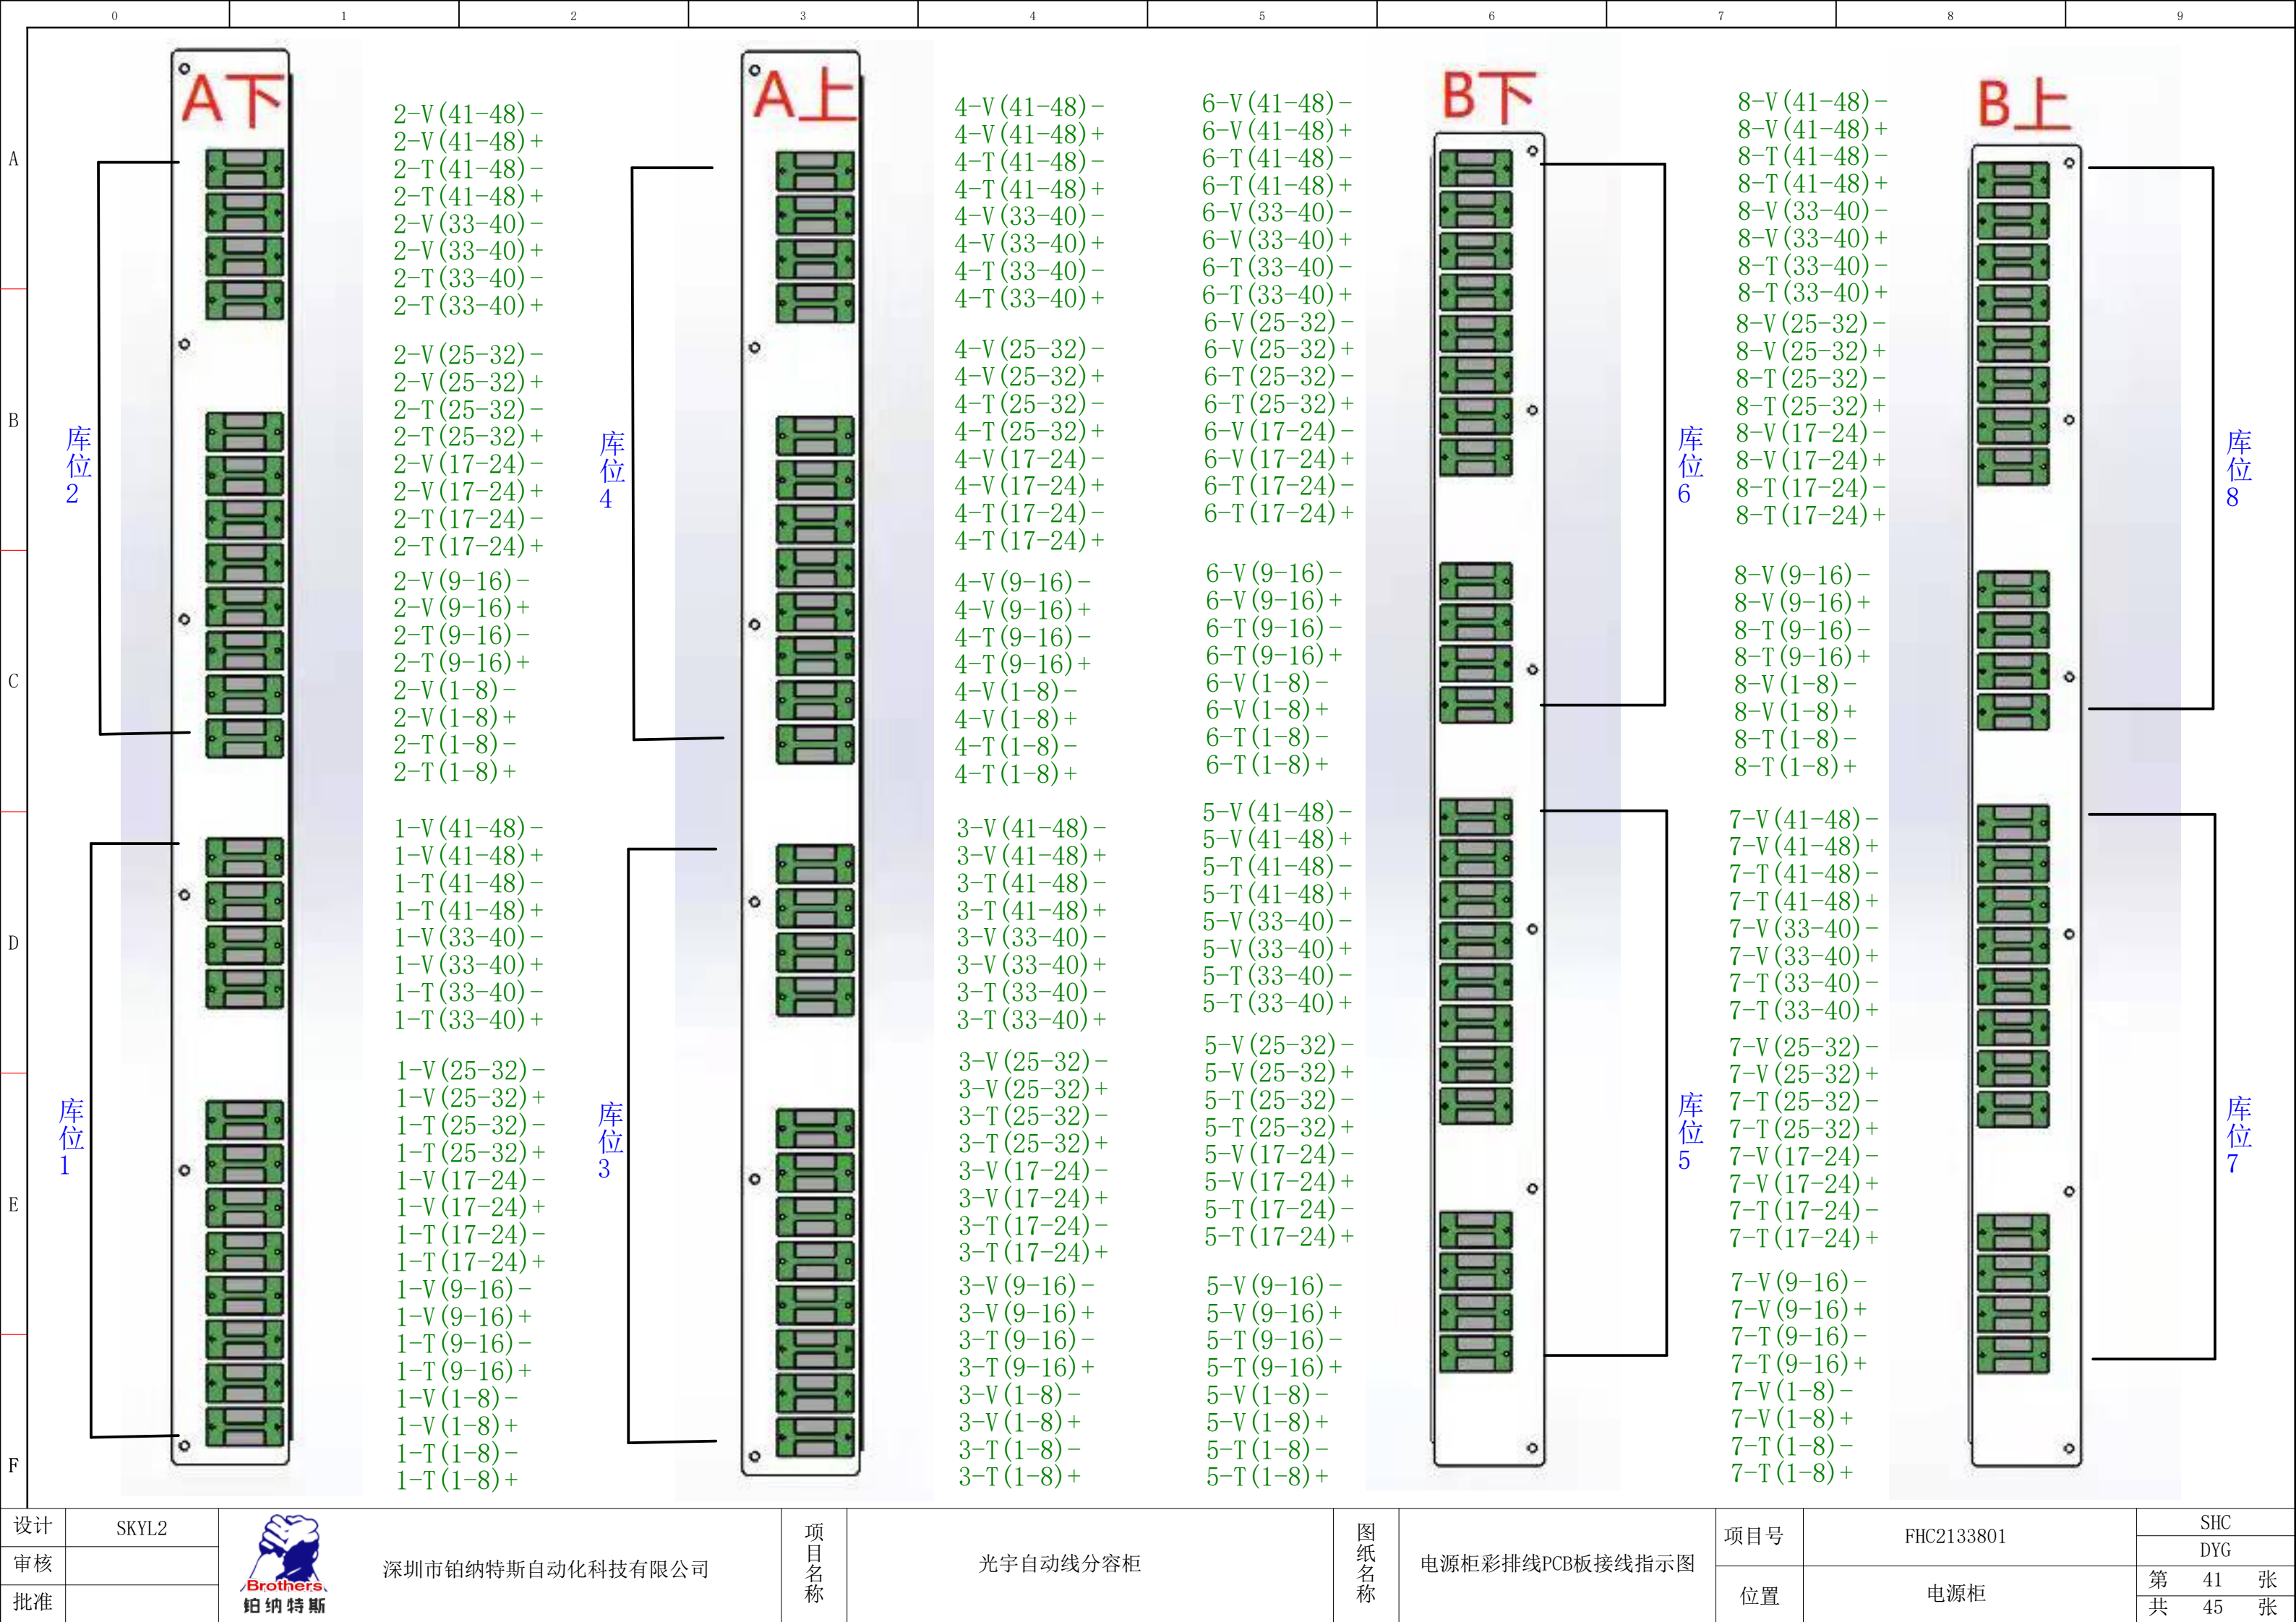 0 1 2 3 4 5 6 7 8 9
A
B
C
D
E
F
A下
库位2
库位1
2-V(41-48)-
2-V(41-48)+
2-T(41-48)-
2-T(41-48)+
2-V(33-40)-
2-V(33-40)+
2-T(33-40)-
2-T(33-40)+
2-V(25-32)-
2-V(25-32)+
2-T(25-32)-
2-T(25-32)+
2-V(17-24)-
2-V(17-24)+
2-T(17-24)-
2-T(17-24)+
2-V(9-16)-
2-V(9-16)+
2-T(9-16)-
2-T(9-16)+
2-V(1-8)-
2-V(1-8)+
2-T(1-8)-
2-T(1-8)+
1-V(41-48)-
1-V(41-48)+
1-T(41-48)-
1-T(41-48)+
1-V(33-40)-
1-V(33-40)+
1-T(33-40)-
1-T(33-40)+
1-V(25-32)-
1-V(25-32)+
1-T(25-32)-
1-T(25-32)+
1-V(17-24)-
1-V(17-24)+
1-T(17-24)-
1-T(17-24)+
1-V(9-16)-
1-V(9-16)+
1-T(9-16)-
1-T(9-16)+
1-V(1-8)-
1-V(1-8)+
1-T(1-8)-
1-T(1-8)+
A上
库位4
库位3
4-V(41-48)-
4-V(41-48)+
4-T(41-48)-
4-T(41-48)+
4-V(33-40)-
4-V(33-40)+
4-T(33-40)-
4-T(33-40)+
4-V(25-32)-
4-V(25-32)+
4-T(25-32)-
4-T(25-32)+
4-V(17-24)-
4-V(17-24)+
4-T(17-24)-
4-T(17-24)+
4-V(9-16)-
4-V(9-16)+
4-T(9-16)-
4-T(9-16)+
4-V(1-8)-
4-V(1-8)+
4-T(1-8)-
4-T(1-8)+
3-V(41-48)-
3-V(41-48)+
3-T(41-48)-
3-T(41-48)+
3-V(33-40)-
3-V(33-40)+
3-T(33-40)-
3-T(33-40)+
3-V(25-32)-
3-V(25-32)+
3-T(25-32)-
3-T(25-32)+
3-V(17-24)-
3-V(17-24)+
3-T(17-24)-
3-T(17-24)+
3-V(9-16)-
3-V(9-16)+
3-T(9-16)-
3-T(9-16)+
3-V(1-8)-
3-V(1-8)+
3-T(1-8)-
3-T(1-8)+
6-V(41-48)-
6-V(41-48)+
6-T(41-48)-
6-T(41-48)+
6-V(33-40)-
6-V(33-40)+
6-T(33-40)-
6-T(33-40)+
6-V(25-32)-
6-V(25-32)+
6-T(25-32)-
6-T(25-32)+
6-V(17-24)-
6-V(17-24)+
6-T(17-24)-
6-T(17-24)+
6-V(9-16)-
6-V(9-16)+
6-T(9-16)-
6-T(9-16)+
6-V(1-8)-
6-V(1-8)+
6-T(1-8)-
6-T(1-8)+
5-V(41-48)-
5-V(41-48)+
5-T(41-48)-
5-T(41-48)+
5-V(33-40)-
5-V(33-40)+
5-T(33-40)-
5-T(33-40)+
5-V(25-32)-
5-V(25-32)+
5-T(25-32)-
5-T(25-32)+
5-V(17-24)-
5-V(17-24)+
5-T(17-24)-
5-T(17-24)+
5-V(9-16)-
5-V(9-16)+
5-T(9-16)-
5-T(9-16)+
5-V(1-8)-
5-V(1-8)+
5-T(1-8)-
5-T(1-8)+
B下
库位6
库位5
8-V(41-48)-
8-V(41-48)+
8-T(41-48)-
8-T(41-48)+
8-V(33-40)-
8-V(33-40)+
8-T(33-40)-
8-T(33-40)+
8-V(25-32)-
8-V(25-32)+
8-T(25-32)-
8-T(25-32)+
8-V(17-24)-
8-V(17-24)+
8-T(17-24)-
8-T(17-24)+
8-V(9-16)-
8-V(9-16)+
8-T(9-16)-
8-T(9-16)+
8-V(1-8)-
8-V(1-8)+
8-T(1-8)-
8-T(1-8)+
7-V(41-48)-
7-V(41-48)+
7-T(41-48)-
7-T(41-48)+
7-V(33-40)-
7-V(33-40)+
7-T(33-40)-
7-T(33-40)+
7-V(25-32)-
7-V(25-32)+
7-T(25-32)-
7-T(25-32)+
7-V(17-24)-
7-V(17-24)+
7-T(17-24)-
7-T(17-24)+
7-V(9-16)-
7-V(9-16)+
7-T(9-16)-
7-T(9-16)+
7-V(1-8)-
7-V(1-8)+
7-T(1-8)-
7-T(1-8)+
B上
库位8
库位7
设计 SKYL2
审核
批准
Brothers
铂纳特斯
深圳市铂纳特斯自动化科技有限公司
项目名称
光宇自动线分容柜
图纸名称
电源柜彩排线PCB板接线指示图
项目号 FHC2133801
位置 电源柜
SHC
DYG
第 41 张
共 45 张